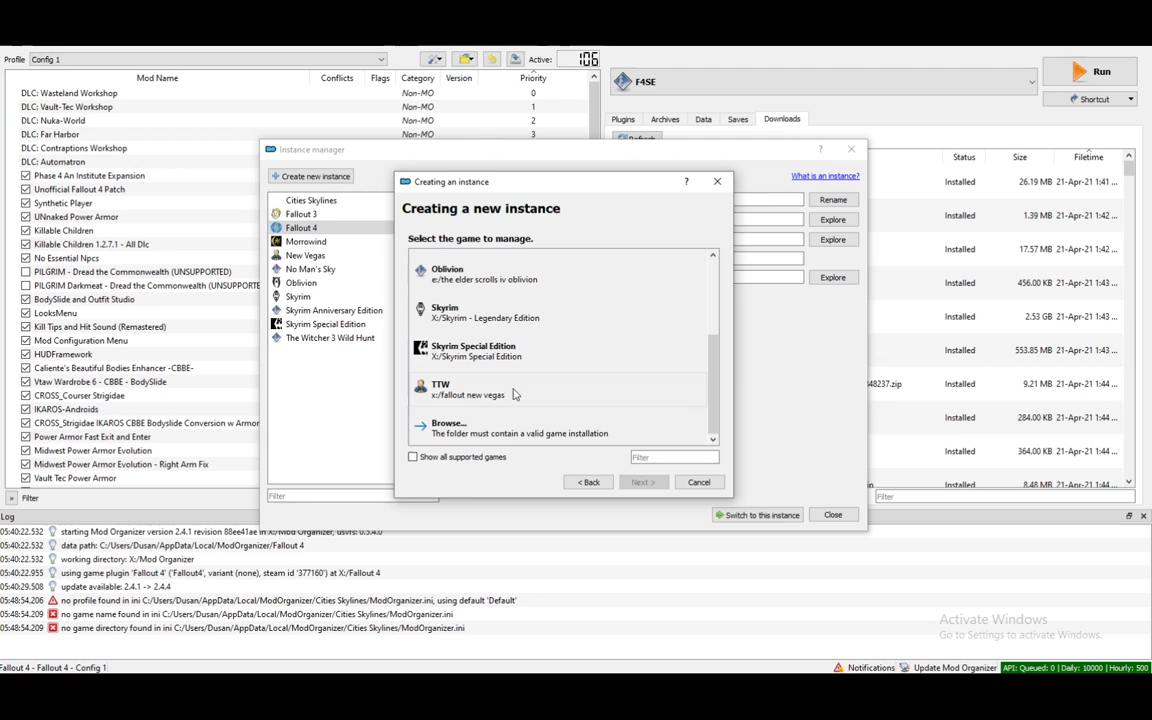 Profile Config 1 Active: 106
Mod Name Conflicts Flags Category Version Priority
DLC: Wasteland Workshop Non-MO 0
DLC: Vault-Tec Workshop Non-MO 1
DLC: Nuka-World Non-MO 2
DLC: Far Harbor Non-MO 3
DLC: Contraptions Workshop
DLC: Automatron
Phase 4 An Institute Expansion
Unofficial Fallout 4 Patch
Synthetic Player
UNnaked Power Armor
Killable Children
Killable Children 1.2.7.1 - All Dlc
No Essential Npcs
PILGRIM - Dread the Commonwealth (UNSUPPORTED)
PILGRIM Darkmeat - Dread the Commonwealth (UNSUPPORTE
BodySlide and Outfit Studio
LooksMenu
Kill Tips and Hit Sound (Remastered)
Mod Configuration Menu
HUDFramework
Caliente's Beautiful Bodies Enhancer -CBBE-
Vtaw Wardrobe 6 - CBBE - BodySlide
CROSS_Courser Strigidae
IKAROS-Androids
CROSS_Strigidae IKAROS CBBE Bodyslide Conversion w Armor
Power Armor Fast Exit and Enter
Midwest Power Armor Evolution
Midwest Power Armor Evolution - Right Arm Fix
Vault Tec Power Armor
» Filter
F4SE
Run
Shortcut
Plugins Archives Data Saves Downloads
Refresh
Status Size Filetime
Installed 26.19 MB 21-Apr-21 1:41 ...
Installed 1.39 MB 21-Apr-21 1:42 ...
Installed 17.57 MB 21-Apr-21 1:42 ...
Installed 456.00 KB 21-Apr-21 1:43 ...
Installed 2.53 GB 21-Apr-21 1:43 ...
Installed 553.85 MB 21-Apr-21 1:43 ...
48237.zip Installed 9.21 MB 21-Apr-21 1:44 ...
Installed 284.00 KB 21-Apr-21 1:44 ...
Installed 364.00 KB 21-Apr-21 1:44 ...
Installed 8.48 MB 21-Apr-21 1:44 ...
Filter
Instance manager
Create new instance
What is an instance?
Cities Skylines
Fallout 3
Fallout 4
Morrowind
New Vegas
No Man's Sky
Oblivion
Skyrim
Skyrim Anniversary Edition
Skyrim Special Edition
The Witcher 3 Wild Hunt
Filter
Rename
Explore
Explore
Explore
Switch to this instance Close
Creating an instance
Creating a new instance
Select the game to manage.
Oblivion
e:/the elder scrolls iv oblivion
Skyrim
X:/Skyrim - Legendary Edition
Skyrim Special Edition
X:/Skyrim Special Edition
TTW
x:/fallout new vegas
Browse...
The folder must contain a valid game installation
Show all supported games Filter
< Back Next > Cancel
Log
05:40:22.532 starting Mod Organizer version 2.4.1 revision 88ee41ae in X:/Mod Organizer, usvfs: 0.5.4.0
05:40:22.532 data path: C:/Users/Dusan/AppData/Local/ModOrganizer/Fallout 4
05:40:22.532 working directory: X:/Mod Organizer
05:40:22.955 using game plugin 'Fallout 4' ('Fallout4', variant (none), steam id '377160') at X:/Fallout 4
05:40:29.508 update available: 2.4.1 -> 2.4.4
05:48:54.206 no profile found in ini C:/Users/Dusan/AppData/Local/ModOrganizer/Cities Skylines/ModOrganizer.ini, using default 'Default'
05:48:54.209 no game name found in ini C:/Users/Dusan/AppData/Local/ModOrganizer/Cities Skylines/ModOrganizer.ini
05:48:54.209 no game directory found in ini C:/Users/Dusan/AppData/Local/ModOrganizer/Cities Skylines/ModOrganizer.ini
Activate Windows
Go to Settings to activate Windows.
Fallout 4 - Fallout 4 - Config 1
Notifications Update Mod Organizer API: Queued: 0 | Daily: 10000 | Hourly: 500